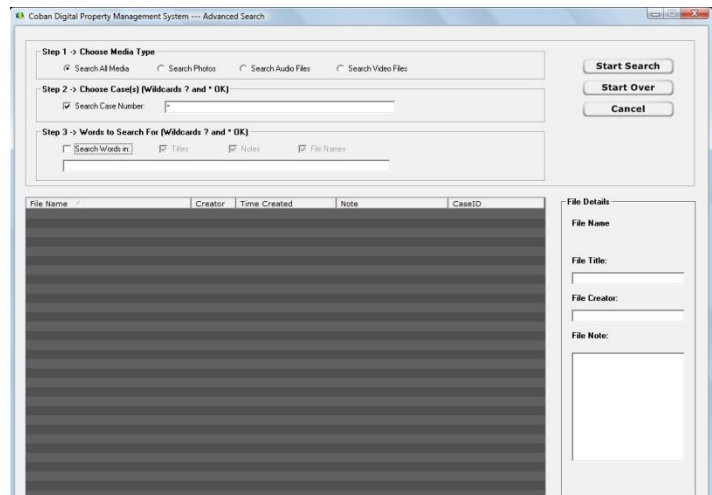 Coban Digital Property Management System --- Advanced Search
Step 1 -> Choose Media Type
Search All Media Search Photos Search Audio Files Search Video Files
Start Search
Start Over
Cancel
Step 2 -> Choose Case(s) (Wildcards ? and * OK)
Search Case Number: *
Step 3 -> Words to Search For (Wildcards ? and * OK)
Search Words in: Titles Notes File Names
File Name Creator Time Created Note CaseID
File Details
File Name
File Title:
File Creator:
File Note: